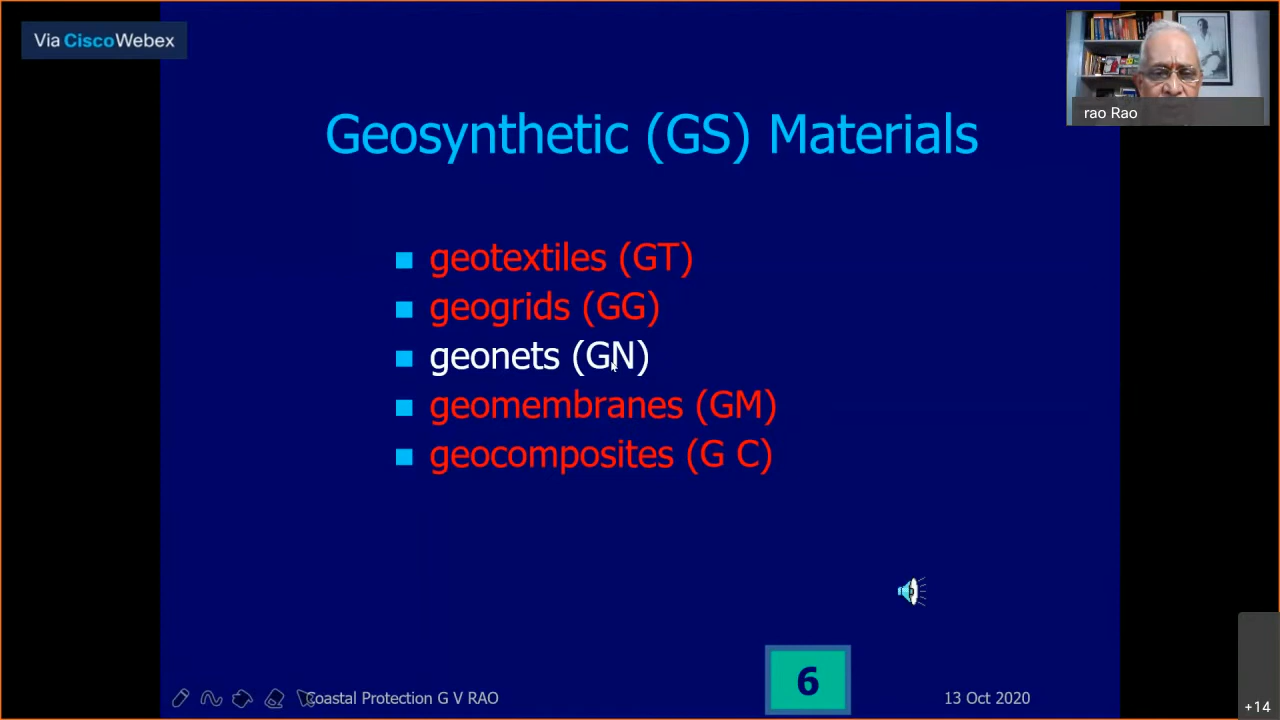 Via CiscoWebex
rao Rao
Geosynthetic (GS) Materials
geotextiles (GT)
geogrids (GG)
geonets (GN)
geomembranes (GM)
geocomposites (G C)
Coastal Protection G V RAO
6
13 Oct 2020
+14